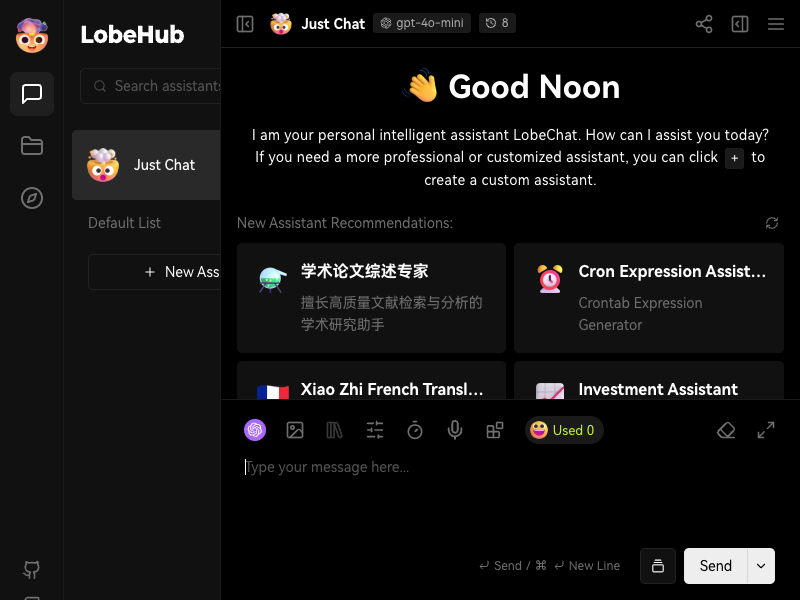 LobeHub
Search assistants
Just Chat
Default List
New Ass
Just Chat
gpt-4o-mini
8
Good Noon
I am your personal intelligent assistant LobeChat. How can I assist you today?
If you need a more professional or customized assistant, you can click + to
create a custom assistant.
New Assistant Recommendations:
学术论文综述专家
擅长高质量文献检索与分析的
学术研究助手
Cron Expression Assist...
Crontab Expression
Generator
Xiao Zhi French Transl...
Investment Assistant
Used 0
Type your message here...
↵ Send / ⌘ ↵ New Line
Send